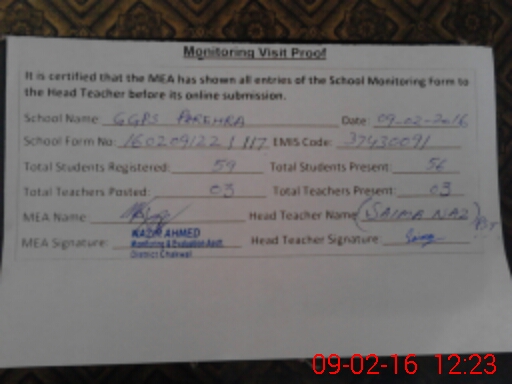 Monitoring Visit Proof
It is certified that the MEA has shown all entries of the School Monitoring form to
the Head Teacher before its online submission.
School Name GGPS PEREHRA Date: 09-02-2016
School Form No: EMIS Code: 37430091
Total Students Registered: 59 Total Students Present: 56
Total Teachers Posted: 03 Total Teachers Present: 03
MEA Name: Head Teacher Name (SAIMA NAZ) PST
MEA Signature: NAZIR AHMED Head Teacher Signature
Monitoring & Evaluation Asstt
District Chakwal
09-02-16 12:23